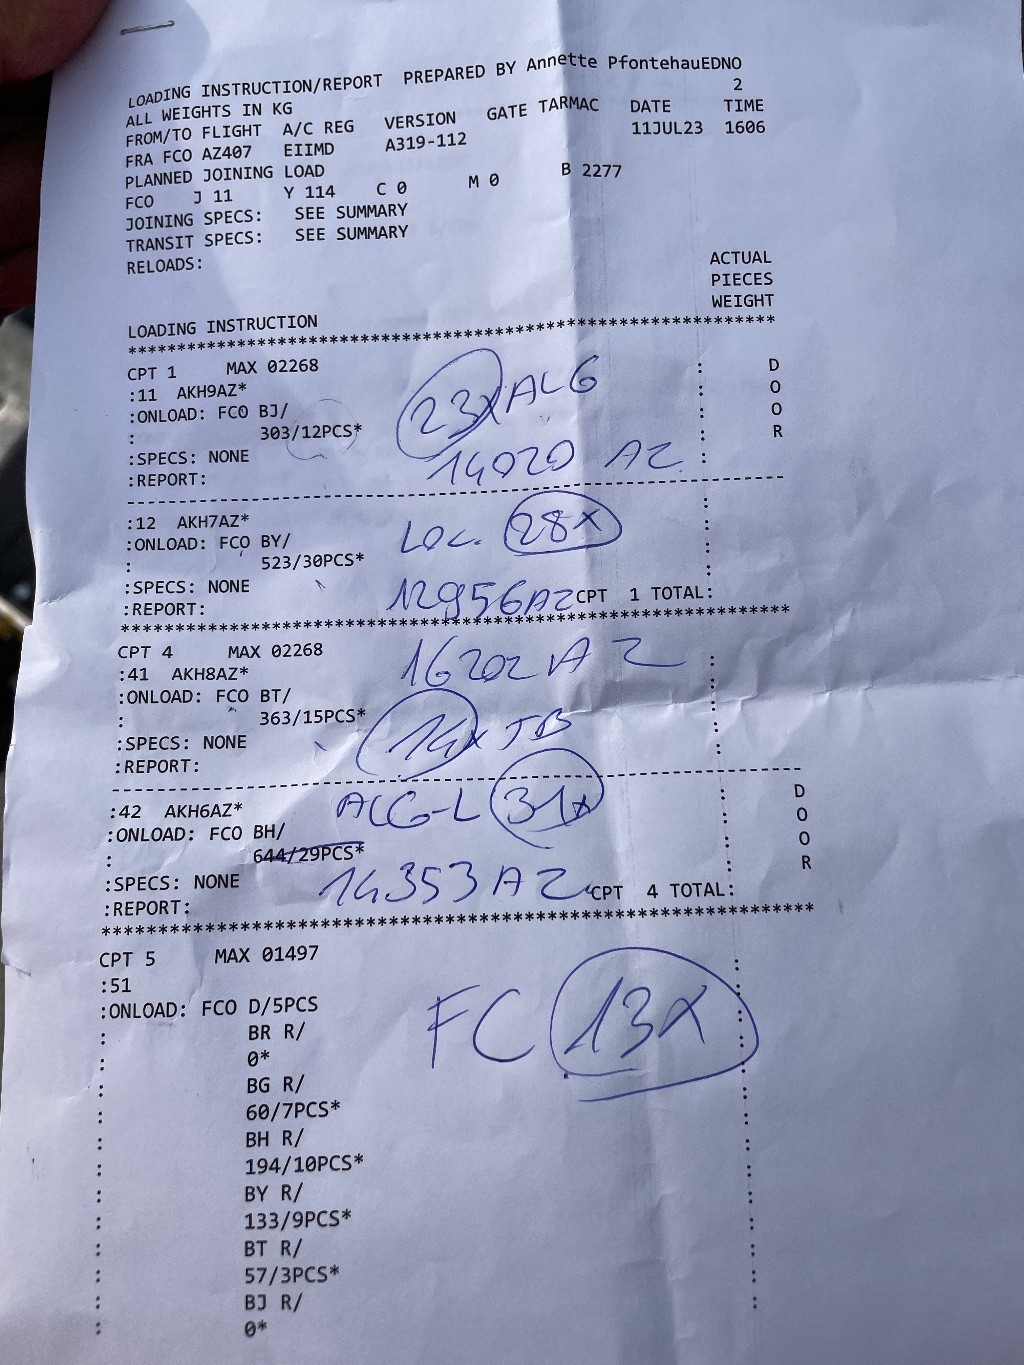 LOADING INSTRUCTION/REPORT PREPARED BY Annette PfontehauEDNO
ALL WEIGHTS IN KG 2
FROM/TO FLIGHT A/C REG VERSION GATE TARMAC DATE TIME
FRA FCO AZ407 EIIMD A319-112 11JUL23 1606
PLANNED JOINING LOAD
FCO J 11 Y 114 C 0 M 0 B 2277
JOINING SPECS: SEE SUMMARY
TRANSIT SPECS: SEE SUMMARY
RELOADS: ACTUAL
PIECES
WEIGHT
LOADING INSTRUCTION
******************************************************************
CPT 1 MAX 02268 : D
:11 AKH9AZ* 23x ALG : O
:ONLOAD: FCO BJ/ : O
: 303/12PCS* : R
:SPECS: NONE 14020 AZ :
:REPORT:
--------------------------------------------------------------------
:12 AKH7AZ* Loc. 28x :
:ONLOAD: FCO BY/ :
: 523/30PCS* :
:SPECS: NONE :
:REPORT: 12956AZ CPT 1 TOTAL:
******************************************************************
CPT 4 MAX 02268 16202 AZ :
:41 AKH8AZ* :
:ONLOAD: FCO BT/ :
: 363/15PCS* 14x TB :
:SPECS: NONE :
:REPORT:
--------------------------------------------------------------------
:42 AKH6AZ* ALG-L 31x : D
:ONLOAD: FCO BH/ : O
: 644/29PCS* : O
:SPECS: NONE : R
:REPORT: 14353AZ CPT 4 TOTAL:
******************************************************************
CPT 5 MAX 01497 :
:51 :
:ONLOAD: FCO D/5PCS FC 13x :
: BR R/ :
: 0* :
: BG R/ :
: 60/7PCS* :
: BH R/ :
: 194/10PCS* :
: BY R/ :
: 133/9PCS* :
: BT R/ :
: 57/3PCS* :
: BJ R/ :
: 0*